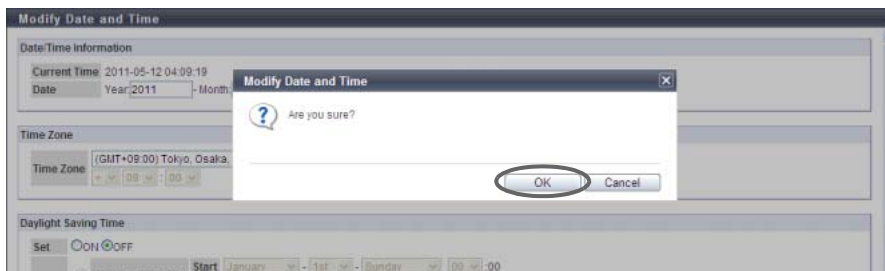 Modify Date and Time
Date/Time Information
Current Time 2011-05-12 04:09:19
Date Year:2011 - Month:
Modify Date and Time
Are you sure?
OK Cancel
Time Zone
Time Zone (GMT+09:00) Tokyo, Osaka,
+ 09 : 00
Daylight Saving Time
Set ON OFF
Start January - 1st - Sunday 00 :00